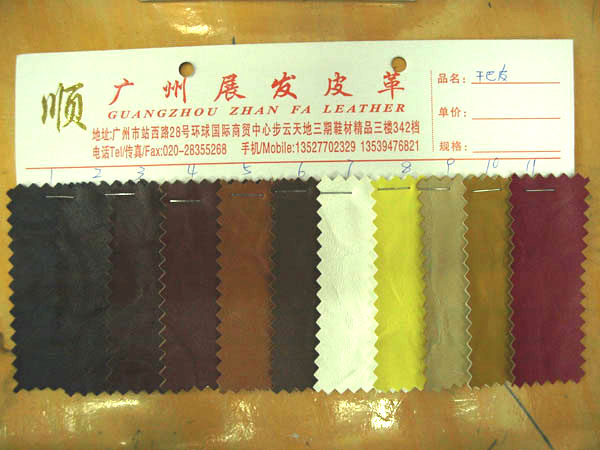 顺
广州展发皮革
GUANGZHOU ZHAN FA LEATHER
地址:广州市站西路28号环球国际商贸中心步云天地三期鞋材精品三楼342档
电话Tel/传真/Fax:020-28355268 手机/Mobile:13527702329 13539476821
品名: 干巴皮
单价:
规格:
1 2 3 4 5 6 7 8 9 10 11